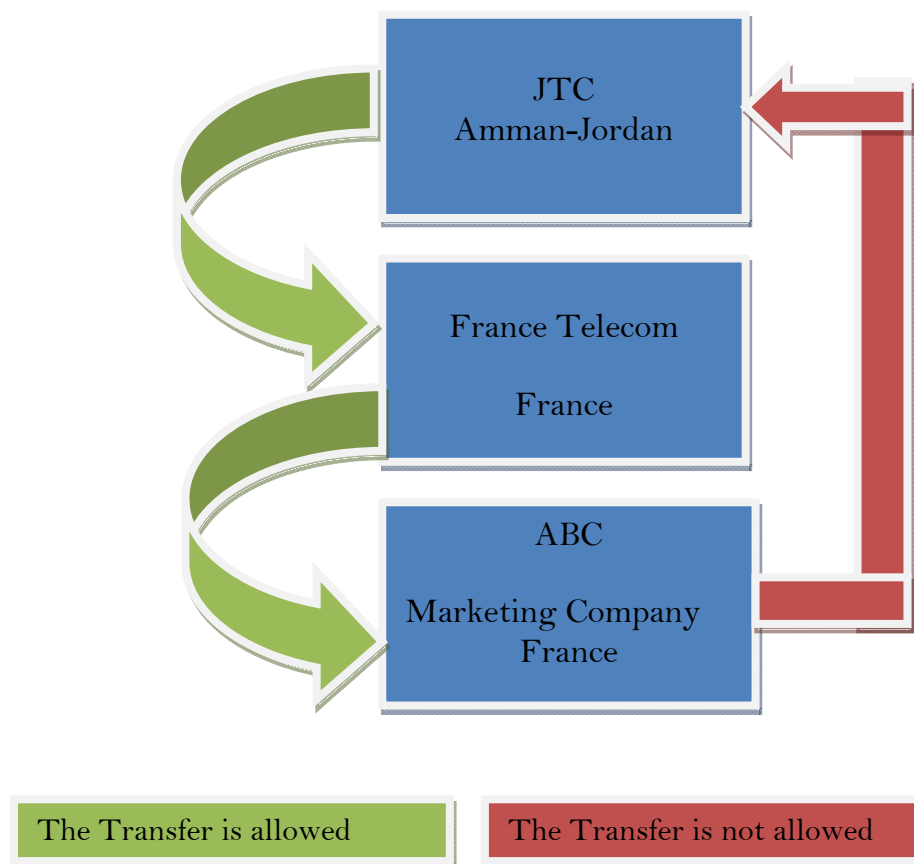 JTC
Amman-Jordan
France Telecom
France
ABC
Marketing Company
France
The Transfer is allowed
The Transfer is not allowed